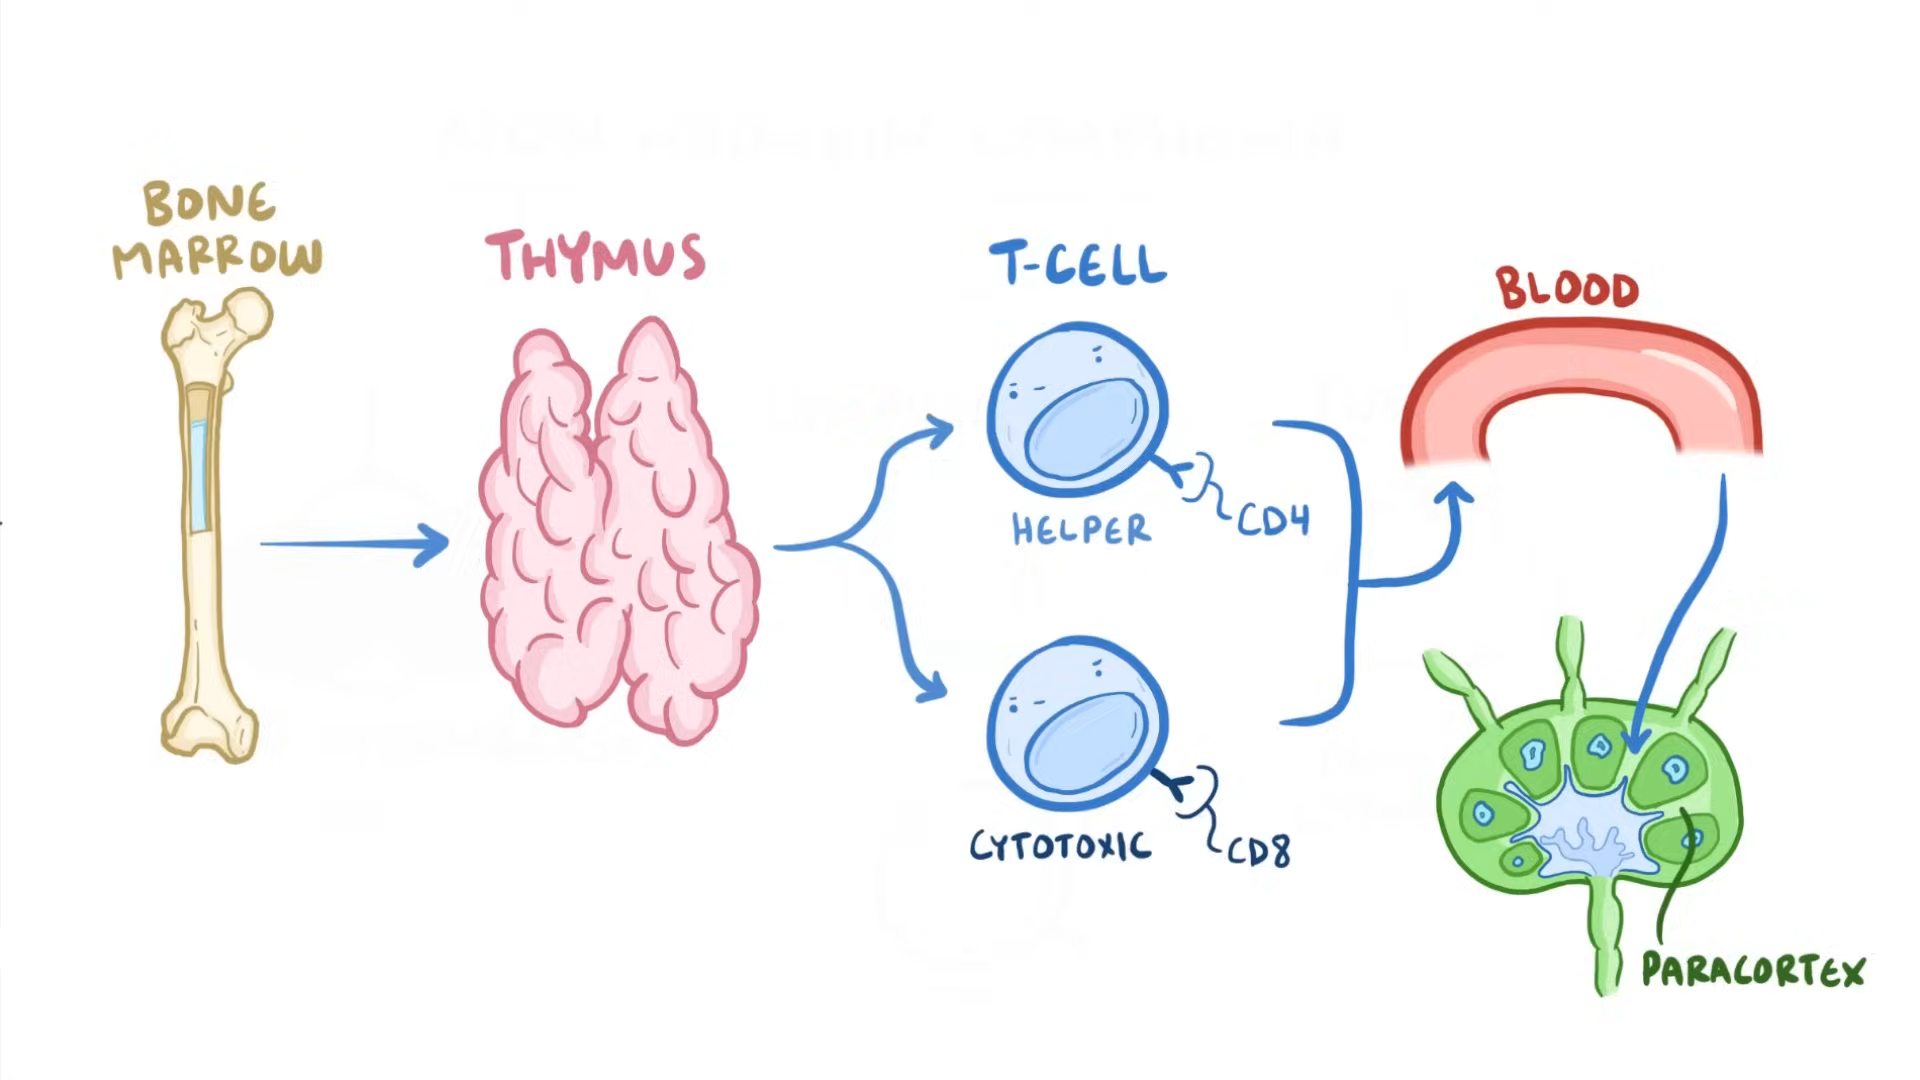 BONE
MARROW
THYMUS
T-CELL
HELPER
CD4
CYTOTOXIC
CD8
BLOOD
PARACORTEX